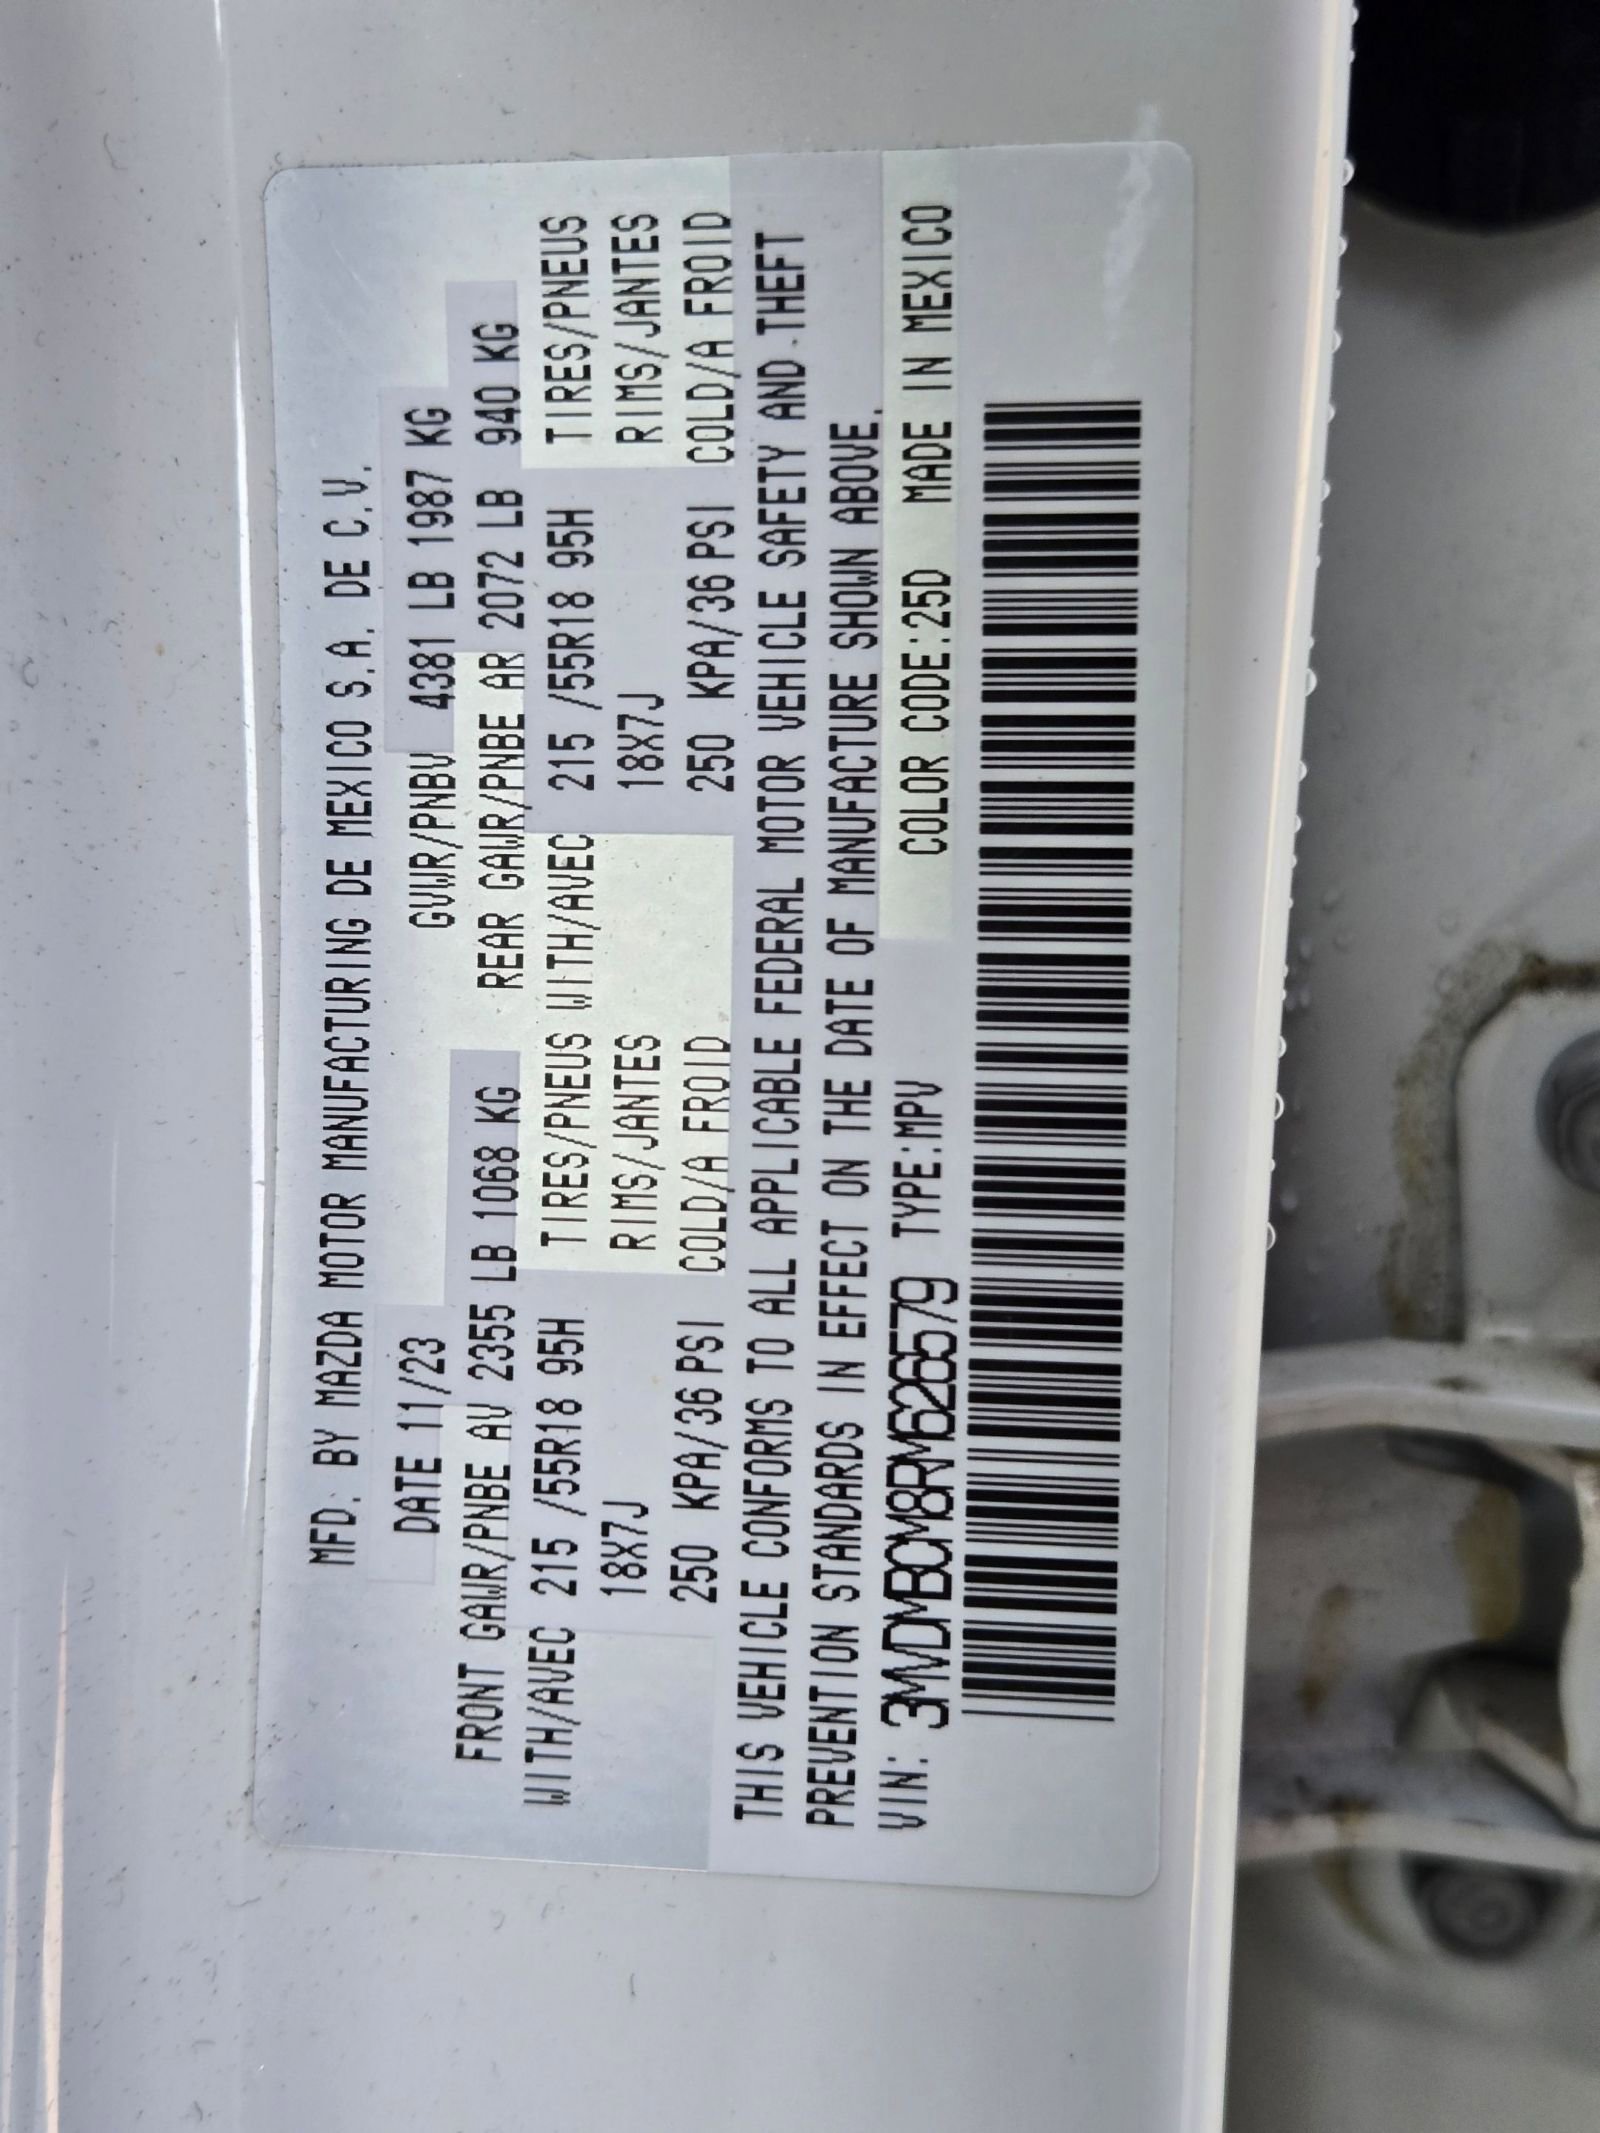 MFD. BY MAZDA MOTOR MANUFACTURING DE MEXICO S.A. DE C.V.
DATE 11/23 GVWR/PNBV 4381 LB 1987 KG
FRONT GAWR/PNBE AV 2355 LB 1068 KG REAR GAWR/PNBE AR 2072 LB 940 KG
WITH/AVEC 215 /55R18 95H TIRES/PNEUS WITH/AVEC 215 /55R18 95H TIRES/PNEUS
18X7J RIMS/JANTES 18X7J RIMS/JANTES
250 KPA/36 PSI COLD/A FROID 250 KPA/36 PSI COLD/A FROID
THIS VEHICLE CONFORMS TO ALL APPLICABLE FEDERAL MOTOR VEHICLE SAFETY AND THEFT
PREVENTION STANDARDS IN EFFECT ON THE DATE OF MANUFACTURE SHOWN ABOVE.
VIN: 3MVDMBCM8RM626579 TYPE:MPV COLOR CODE:25D MADE IN MEXICO